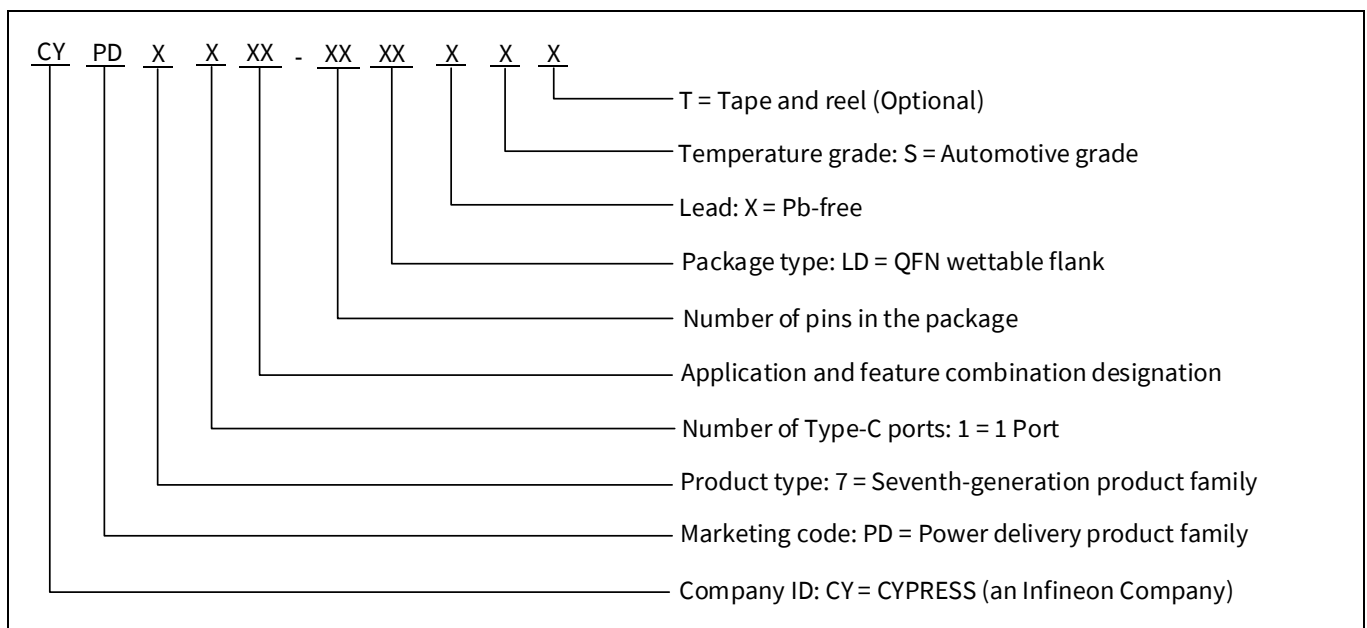 CY PD X X XX - XX XX X X X
T = Tape and reel (Optional)
Temperature grade: S = Automotive grade
Lead: X = Pb-free
Package type: LD = QFN wettable flank
Number of pins in the package
Application and feature combination designation
Number of Type-C ports: 1 = 1 Port
Product type: 7 = Seventh-generation product family
Marketing code: PD = Power delivery product family
Company ID: CY = CYPRESS (an Infineon Company)